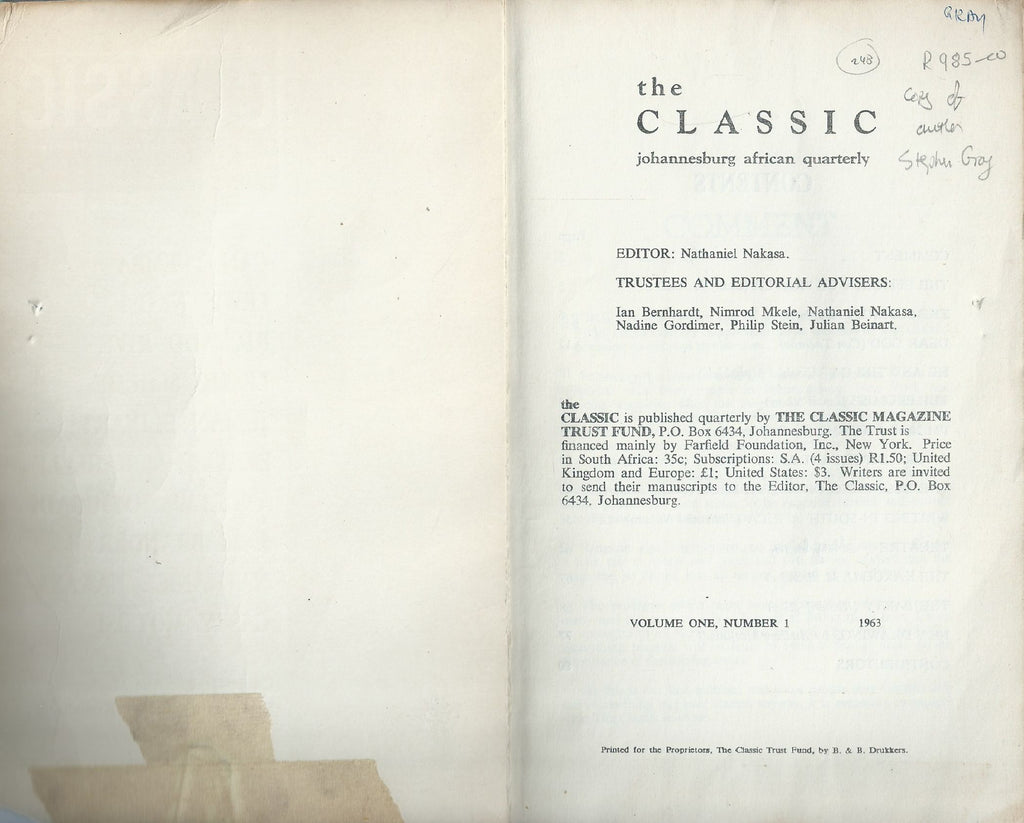 GRAY
248
R985-00
Copy of
another
Stephen Gray
the
CLASSIC
johannesburg african quarterly
EDITOR: Nathaniel Nakasa.
TRUSTEES AND EDITORIAL ADVISERS:
Ian Bernhardt, Nimrod Mkele, Nathaniel Nakasa,
Nadine Gordimer, Philip Stein, Julian Beinart.
the
CLASSIC is published quarterly by THE CLASSIC MAGAZINE
TRUST FUND, P.O. Box 6434, Johannesburg. The Trust is
financed mainly by Farfield Foundation, Inc., New York. Price
in South Africa: 35c; Subscriptions: S.A. (4 issues) R1.50; United
Kingdom and Europe: £1; United States: $3. Writers are invited
to send their manuscripts to the Editor, The Classic, P.O. Box
6434, Johannesburg.
VOLUME ONE, NUMBER 1 1963
Printed for the Proprietors, The Classic Trust Fund, by B. & B. Drukkers.